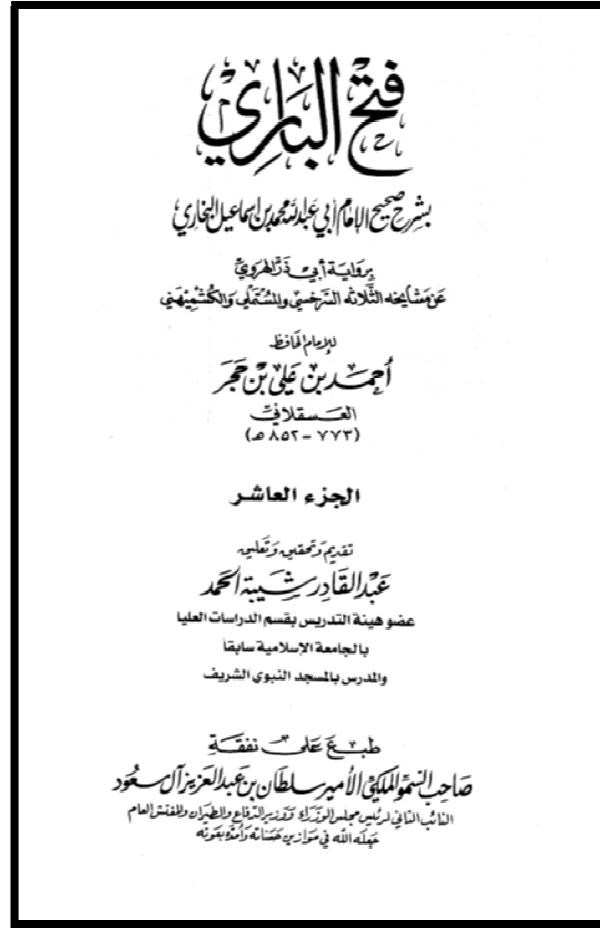 فتح الباري
بشرح صحيح الإمام أبي عبد الله محمد بن إسماعيل البخاري
برواية أبي ذر الهروي
عن مشايخه الثلاثة السرخسي والمستملي والكشميهني
للإمام الحافظ
أحمد بن علي بن حجر
العسقلاني
(٧٧٣ - ٨٥٢ هـ)
الجزء العاشر
تقديم وتحقيق وتعليق
عبد القادر شيبة الحمد
عضو هيئة التدريس بقسم الدراسات العليا
بالجامعة الإسلامية سابقا
والمدرس بالمسجد النبوي الشريف
طبع على نفقة
صاحب السمو الملكي الأمير سلطان بن عبد العزيز آل سعود
النائب الثاني لرئيس مجلس الوزراء ووزير الدفاع والطيران والمفتش العام
جعله الله في موازين حسناته وأمده بعونه